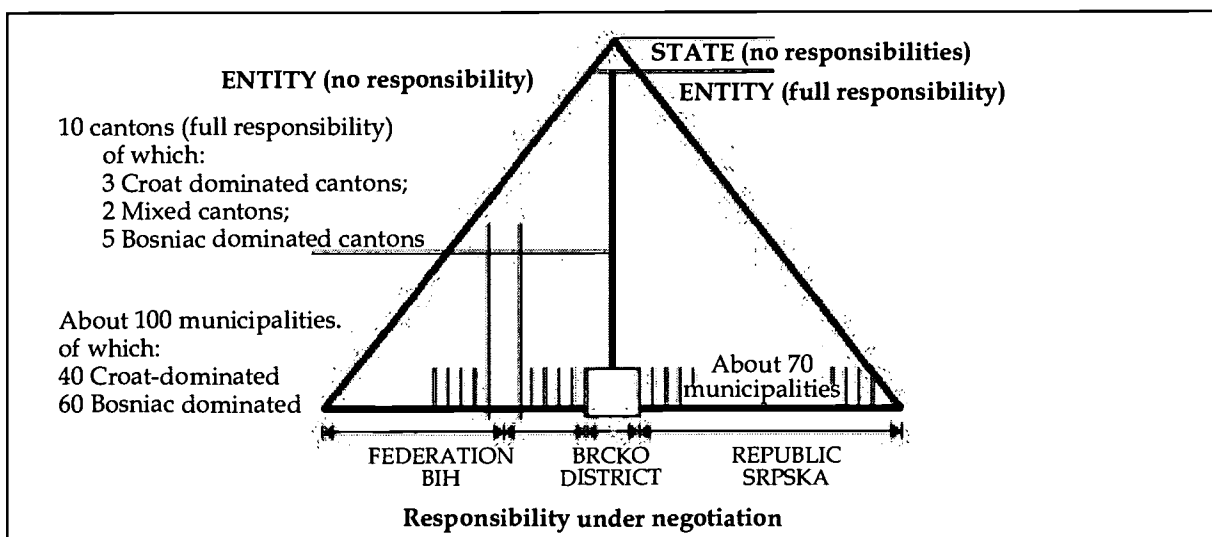 STATE (no responsibilities)
ENTITY (no responsibility)
ENTITY (full responsibility)
10 cantons (full responsibility)
of which:
3 Croat dominated cantons;
2 Mixed cantons;
5 Bosniac dominated cantons
About 100 municipalities.
of which:
40 Croat-dominated
60 Bosniac dominated
About 70
municipalities
FEDERATION
BIH
BRCKO
DISTRICT
REPUBLIC
SRPSKA
Responsibility under negotiation